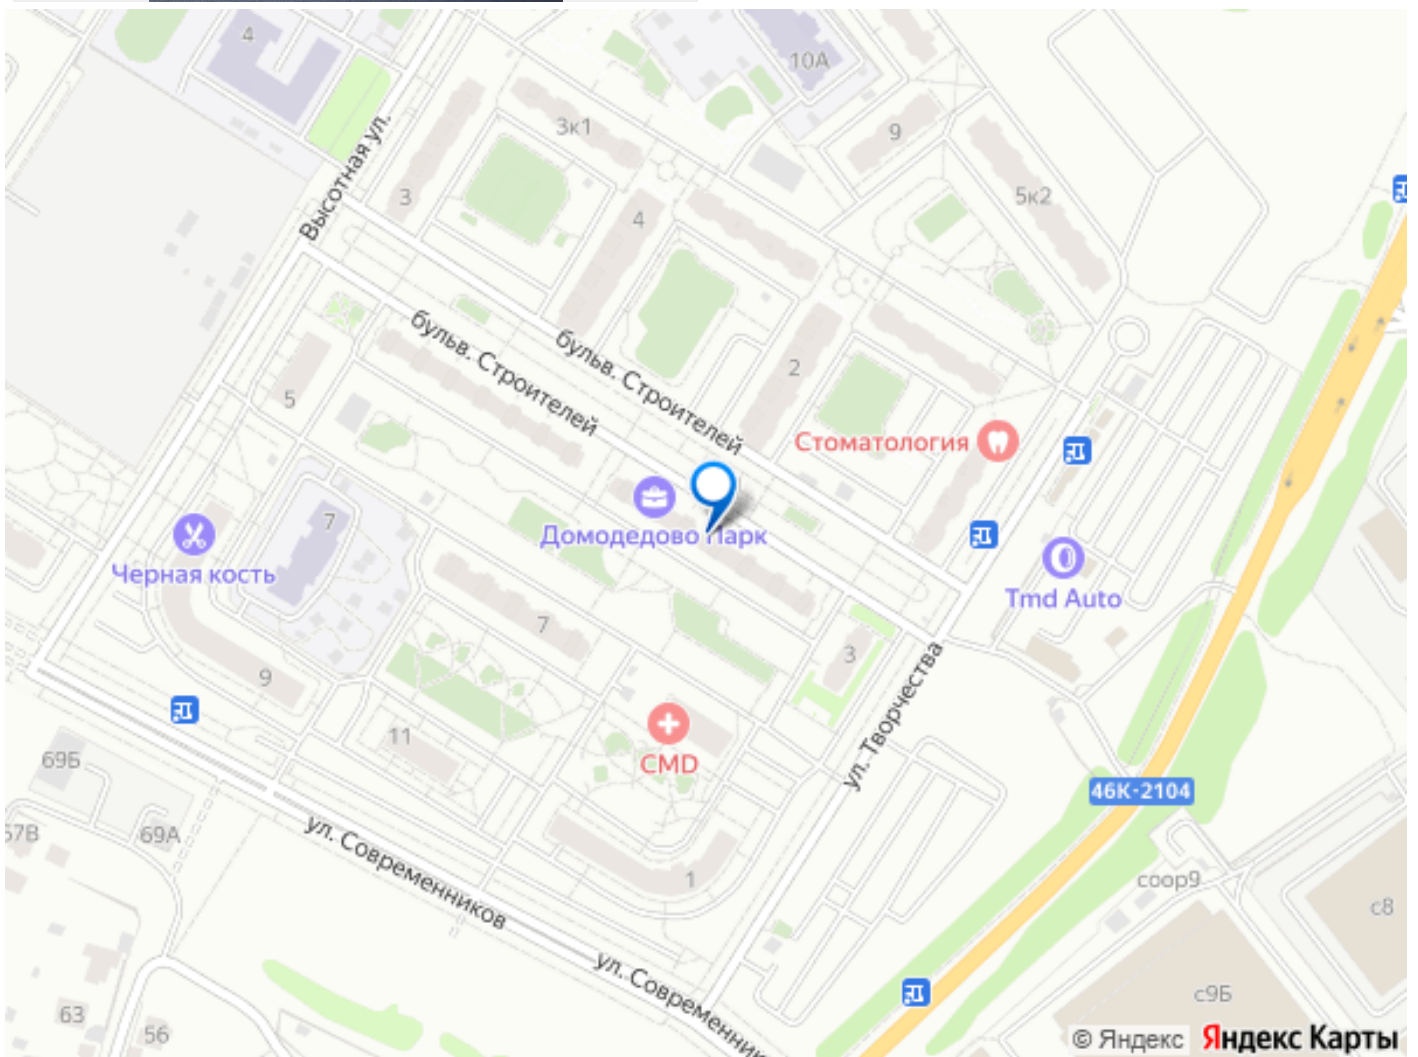 4
10А
3к1
9
Высотная ул.
3
5к2
4
бульв. Строителей
бульв. Строителей
2
5
Стоматология
7
Домодедово Парк
Черная кость
Tmd Auto
7
3
9
ул. Творчества
11
CMD
69Б
46К-2104
57В
69А
ул. Современников
1
соор9
с8
ул. Современник
с9Б
63
56
© Яндекс Яндекс Карты